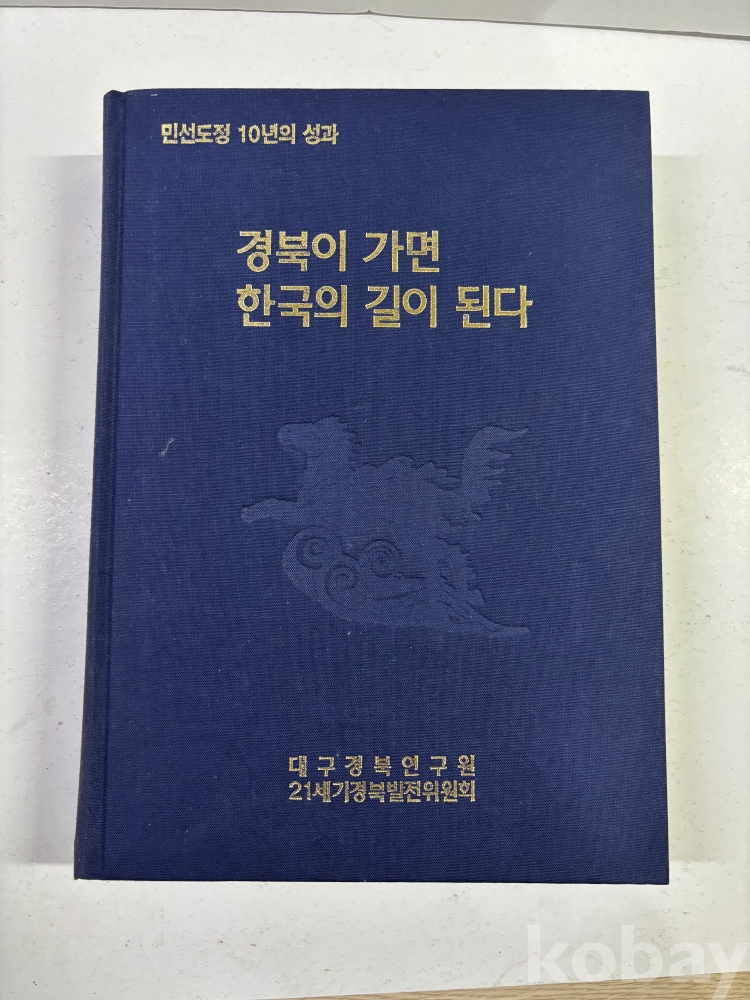 민선도정 10년의 성과
경북이 가면
한국의 길이 된다
대구경북연구원
21세기경북발전위원회
kobay